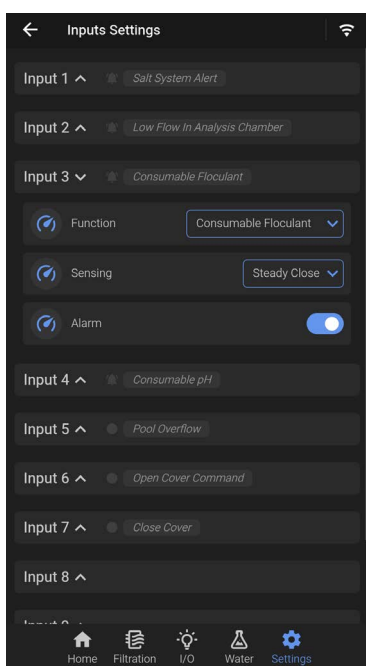 Inputs Settings
Input 1 Salt System Alert
Input 2 Low Flow In Analysis Chamber
Input 3 Consumable Floculant
Function Consumable Floculant
Sensing Steady Close
Alarm
Input 4 Consumable pH
Input 5 Pool Overflow
Input 6 Open Cover Command
Input 7 Close Cover
Input 8
Home Filtration I/O Water Settings